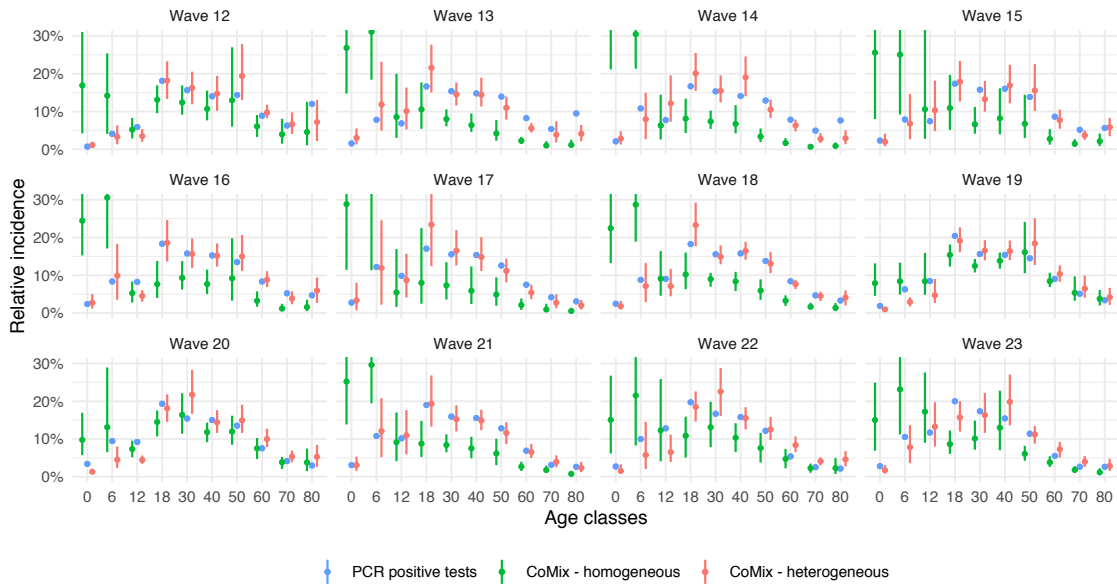 Wave 12 Wave 13 Wave 14 Wave 15
30%
20%
10%
0%
Wave 16 Wave 17 Wave 18 Wave 19
30%
20%
10%
0%
Wave 20 Wave 21 Wave 22 Wave 23
30%
20%
10%
0%
Relative incidence
0 6 12 18 30 40 50 60 70 80 0 6 12 18 30 40 50 60 70 80 0 6 12 18 30 40 50 60 70 80 0 6 12 18 30 40 50 60 70 80
Age classes
PCR positive tests CoMix - homogeneous CoMix - heterogeneous